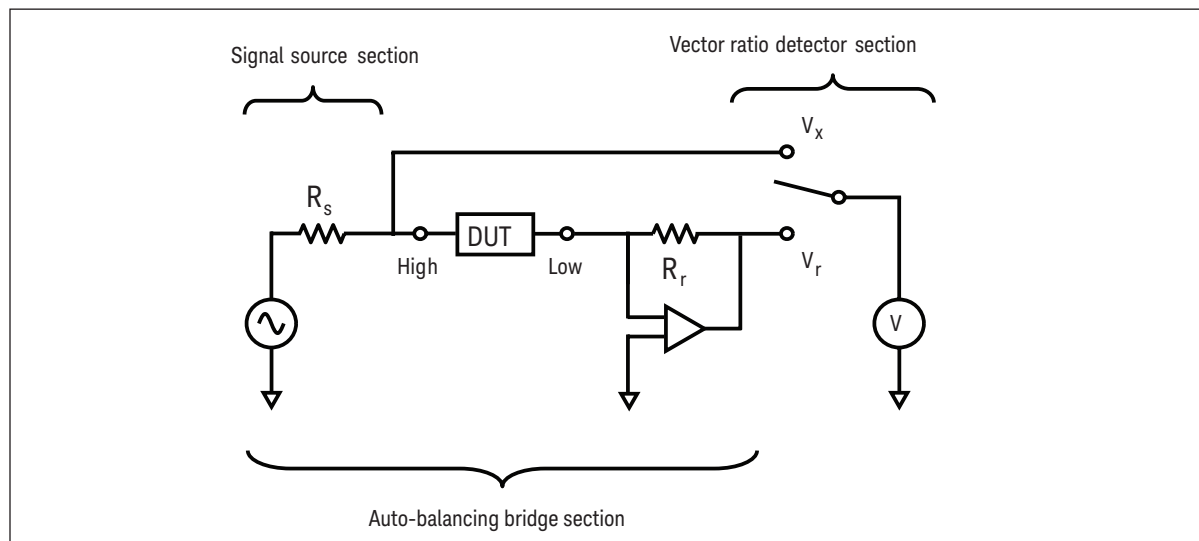 Signal source section
Vector ratio detector section
Vx
Rs
DUT
High
Low
Rr
Vr
V
Auto-balancing bridge section